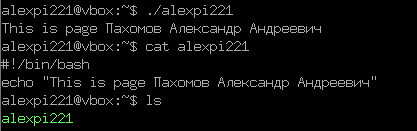 alexpi221@vbox:~$ ./alexpi221
This is page Пахомов Александр Андреевич
alexpi221@vbox:~$ cat alexpi221
#!/bin/bash
echo "This is page Пахомов Александр Андреевич"
alexpi221@vbox:~$ ls
alexpi221